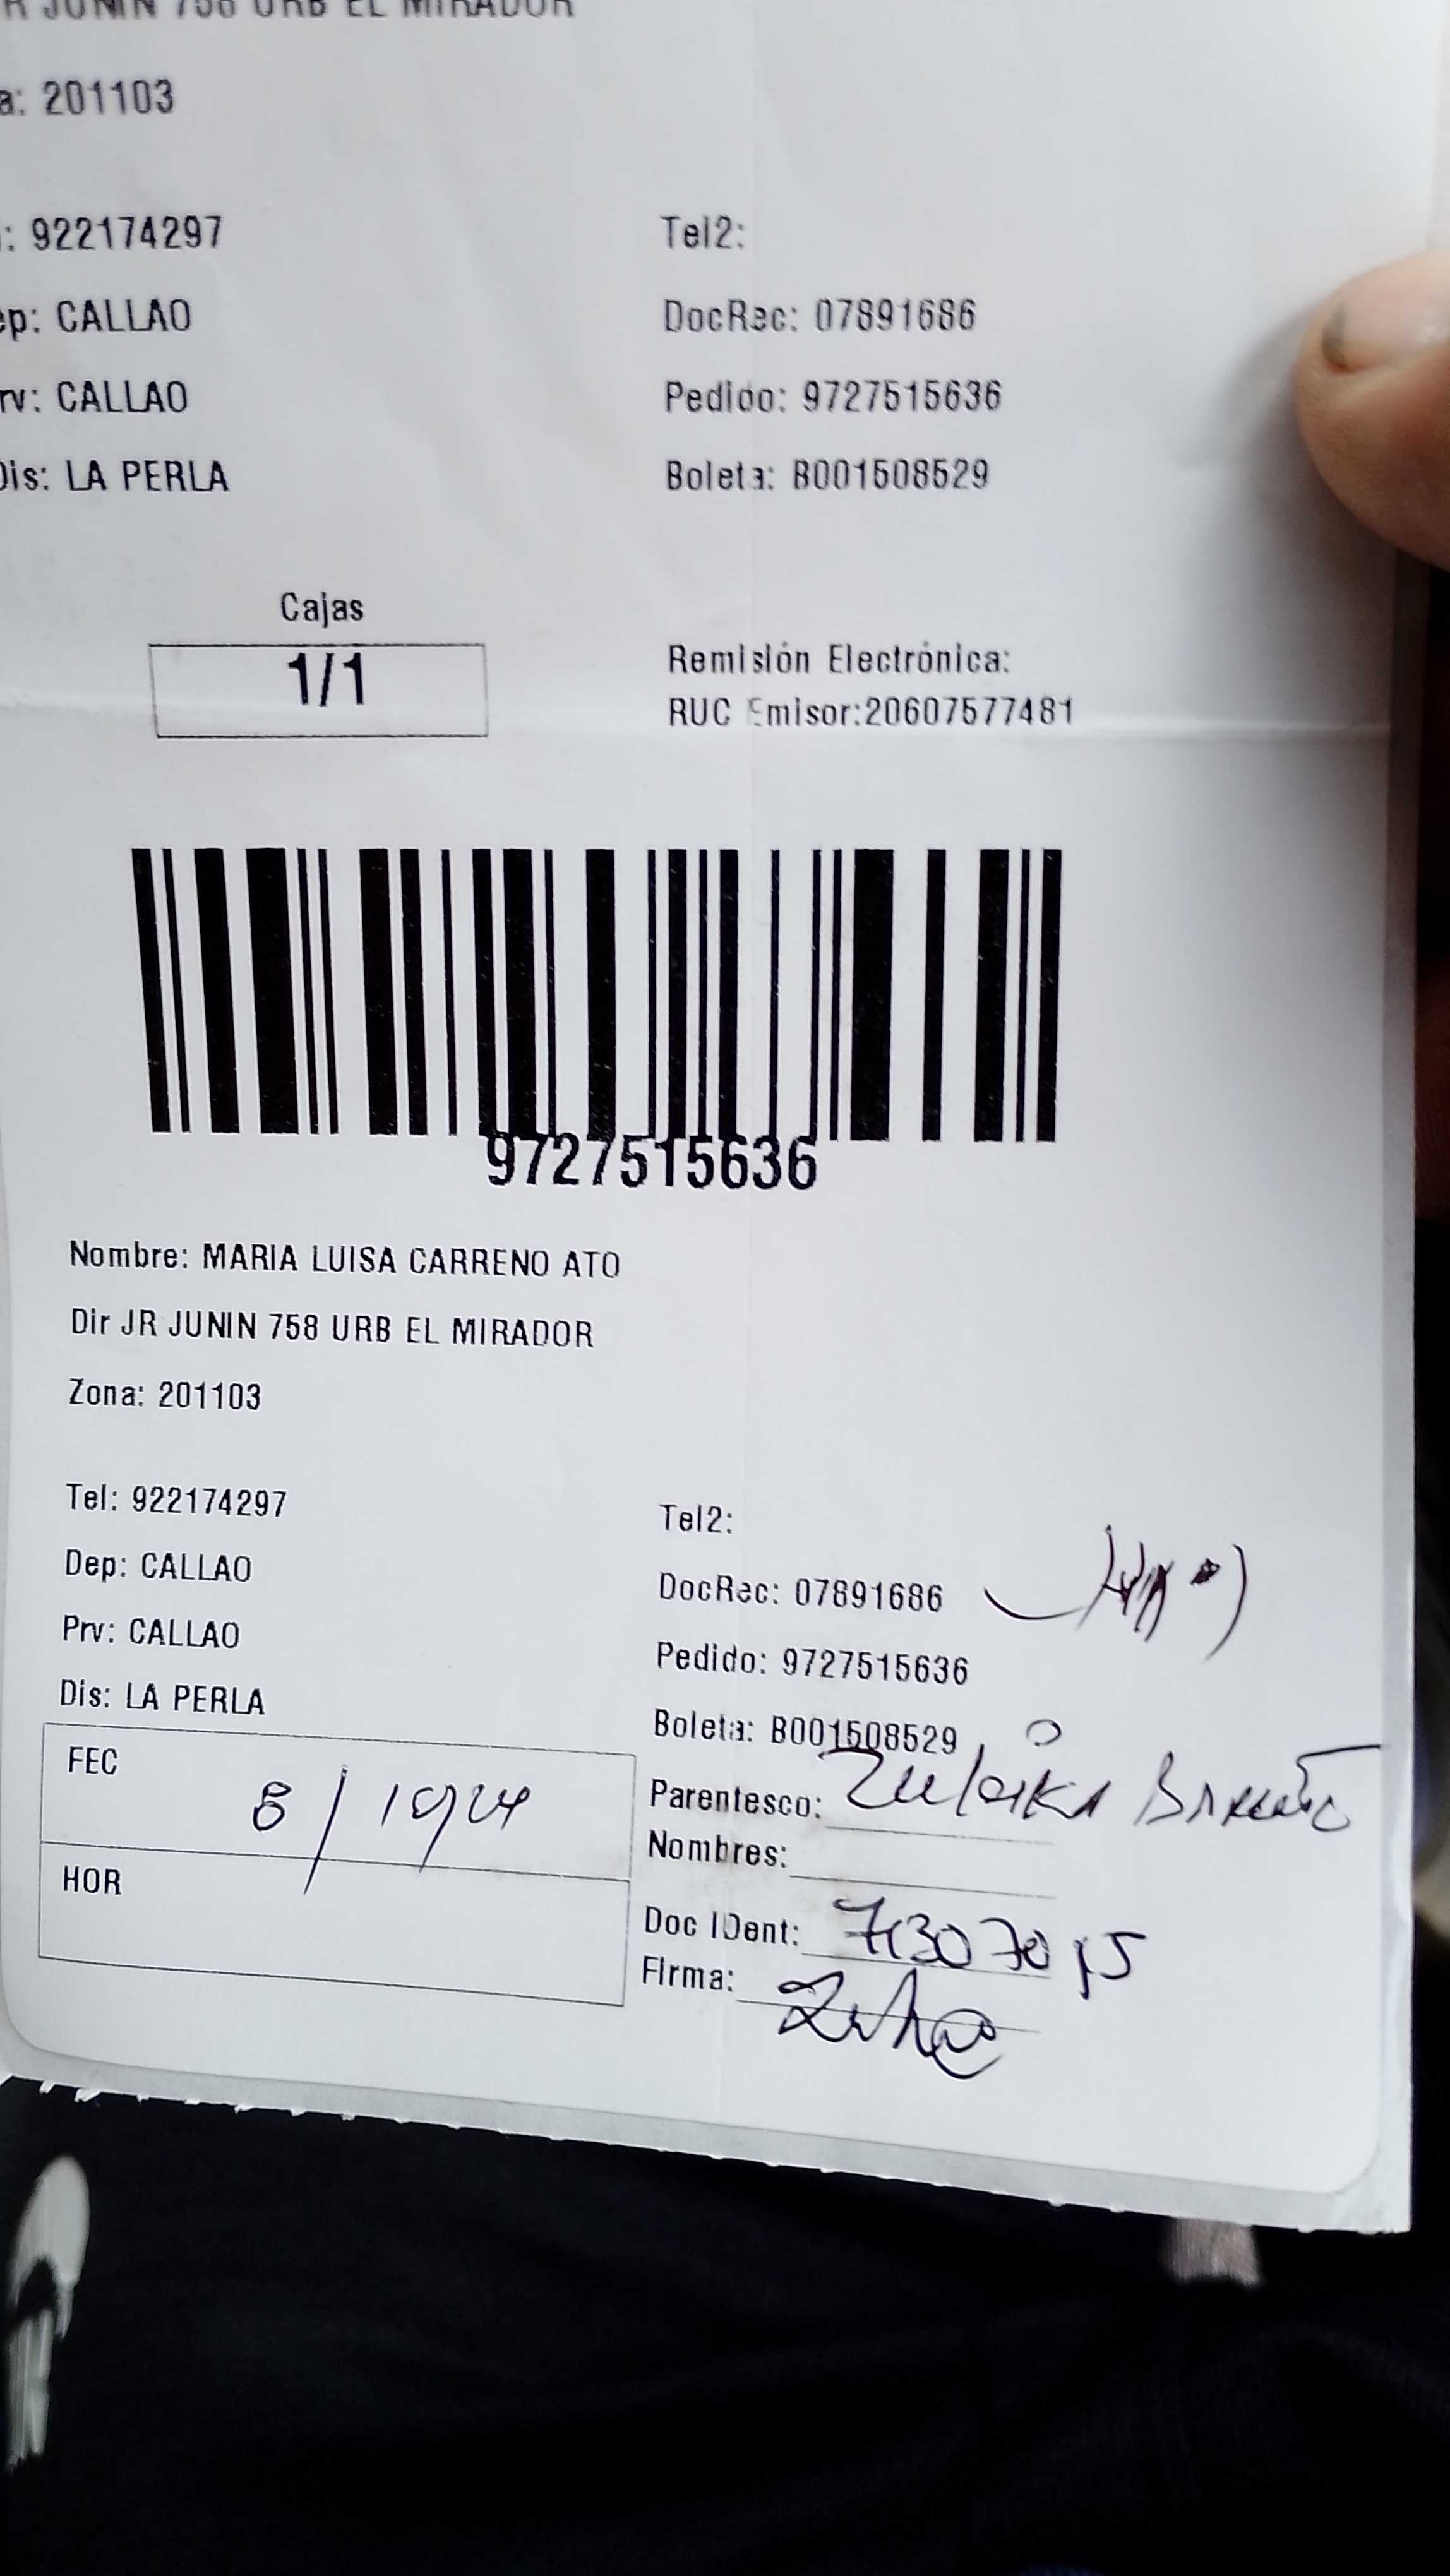 R JUNIN 758 URB EL MIRADOR
a: 201103
: 922174297 Tel2:
ep: CALLAO DocRec: 07891686
rv: CALLAO Pedido: 9727515636
Dis: LA PERLA Boleta: B001508529
Cajas
1/1
Remisión Electrónica:
RUC Emisor:20607577481
9727515636
Nombre: MARIA LUISA CARRENO ATO
Dir JR JUNIN 758 URB EL MIRADOR
Zona: 201103
Tel: 922174297 Tel2:
Dep: CALLAO DocRec: 07891686
Prv: CALLAO Pedido: 9727515636
Dis: LA PERLA Boleta: B001508529
FEC 8/10/24
Parentesco: Zuleika
Nombres:
HOR
Doc IDent:
Firma: